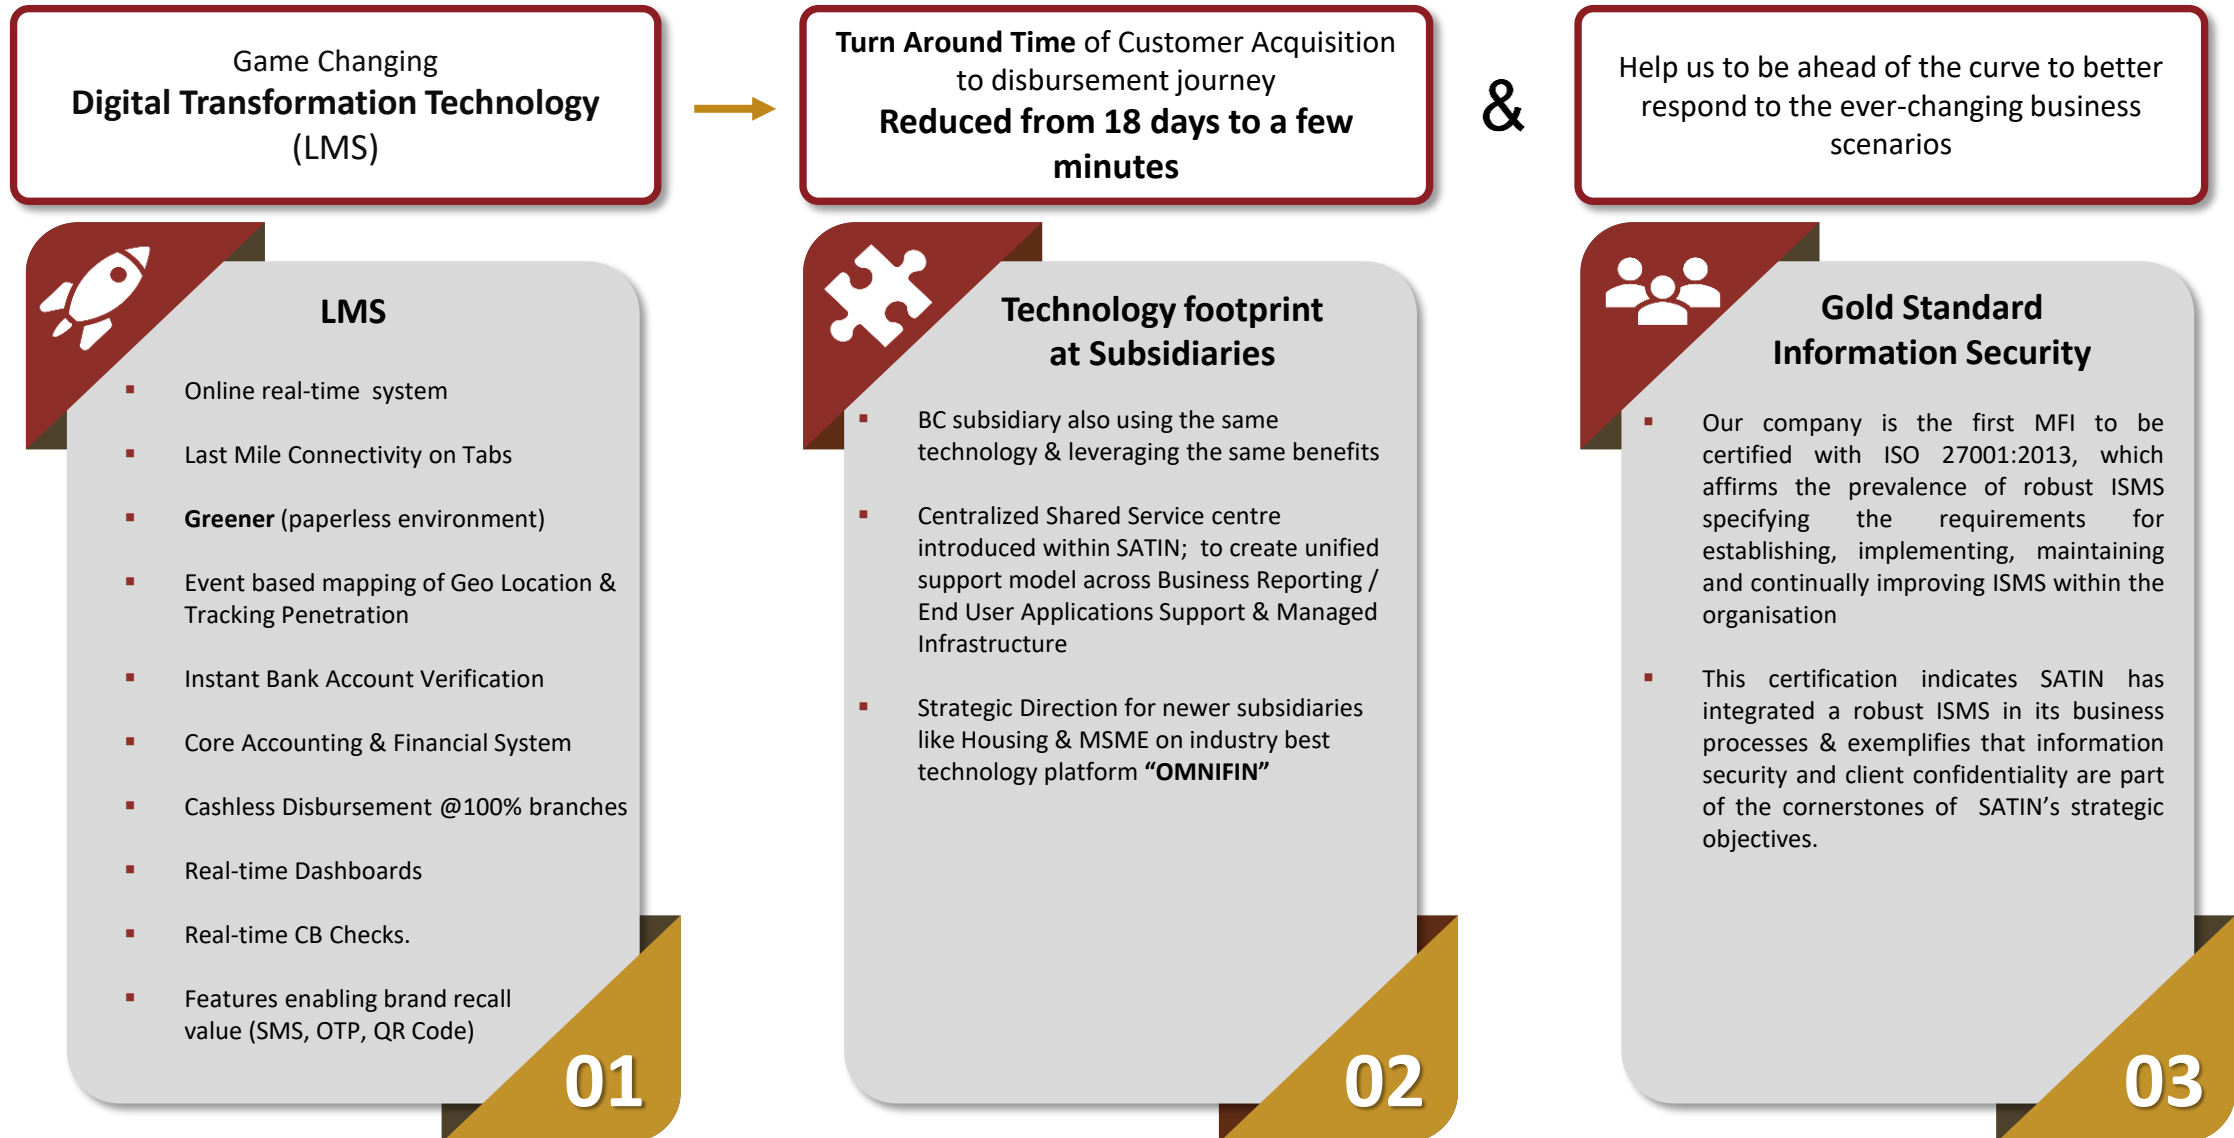 Game Changing
Digital Transformation Technology
(LMS)
Turn Around Time of Customer Acquisition
to disbursement journey
Reduced from 18 days to a few
minutes
&
Help us to be ahead of the curve to better
respond to the ever-changing business
scenarios
LMS
Online real-time system
Last Mile Connectivity on Tabs
Greener (paperless environment)
Event based mapping of Geo Location &
Tracking Penetration
Instant Bank Account Verification
Core Accounting & Financial System
Cashless Disbursement @100% branches
Real-time Dashboards
Real-time CB Checks.
Features enabling brand recall
value (SMS, OTP, QR Code)
01
Technology footprint
at Subsidiaries
BC subsidiary also using the same
technology & leveraging the same benefits
Centralized Shared Service centre
introduced within SATIN; to create unified
support model across Business Reporting /
End User Applications Support & Managed
Infrastructure
Strategic Direction for newer subsidiaries
like Housing & MSME on industry best
technology platform “OMNIFIN”
02
Gold Standard
Information Security
Our company is the first MFI to be
certified with ISO 27001:2013, which
affirms the prevalence of robust ISMS
specifying the requirements for
establishing, implementing, maintaining
and continually improving ISMS within the
organisation
This certification indicates SATIN has
integrated a robust ISMS in its business
processes & exemplifies that information
security and client confidentiality are part
of the cornerstones of SATIN’s strategic
objectives.
03